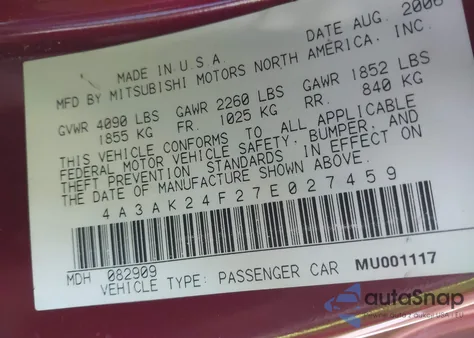 DATE AUG. 2006
MADE IN U.S.A.
MFD BY MITSUBISHI MOTORS NORTH AMERICA, INC.
GVWR 4090 LBS GAWR 2260 LBS GAWR 1852 LBS
1855 KG FR. 1025 KG RR. 840 KG
THIS VEHICLE CONFORMS TO ALL APPLICABLE
FEDERAL MOTOR VEHICLE SAFETY, BUMPER, AND
THEFT PREVENTION STANDARDS IN EFFECT ON
THE DATE OF MANUFACTURE SHOWN ABOVE.
4A3AK24F27E027459
MDH 082909
VEHICLE TYPE: PASSENGER CAR MU001117
autoSnap